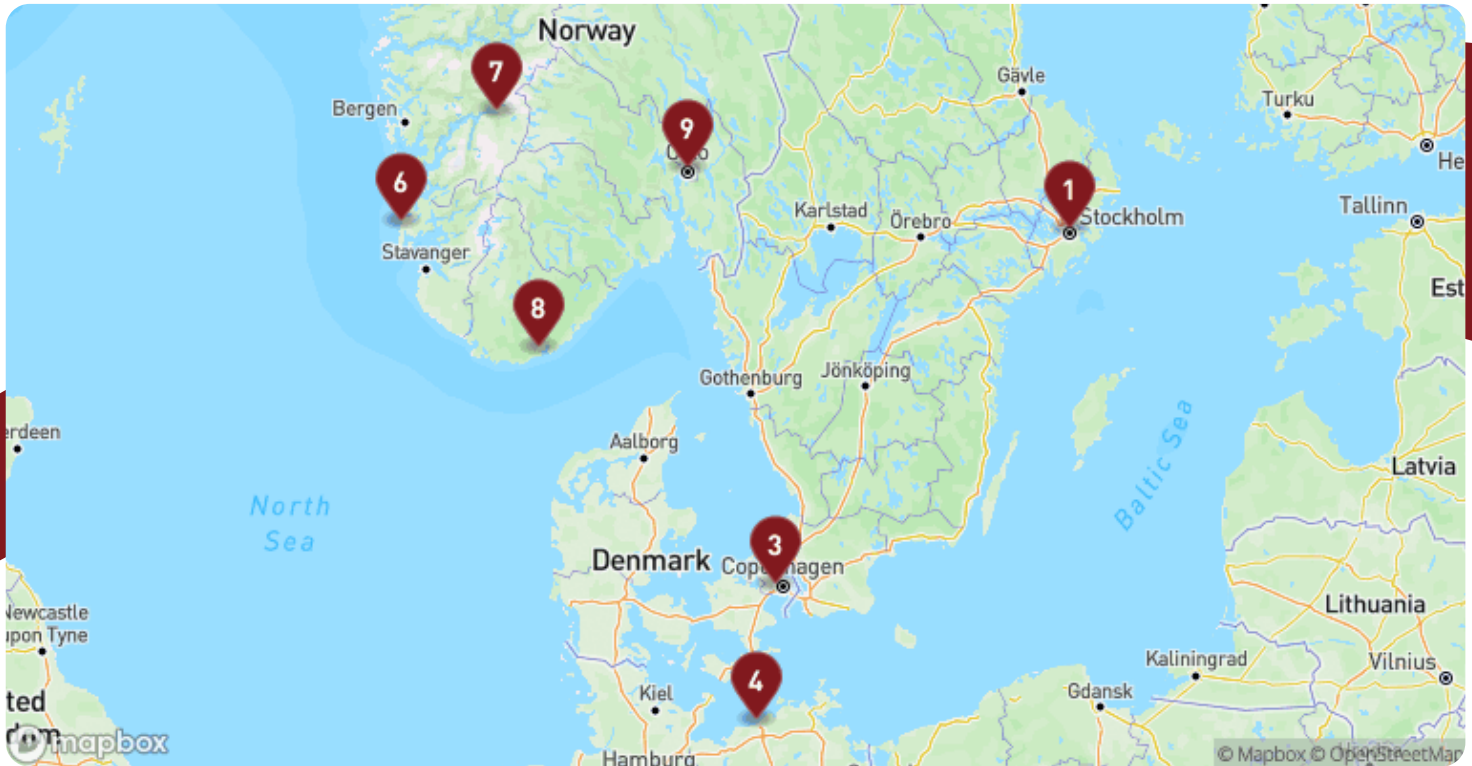 Norway
7
Gävle
Bergen
Turku
9
He
6
1
Tallinn
Karlstad
Örebro
Stockholm
Stavanger
Est
8
Gothenburg
Jönköping
erdeen
Aalborg
Baltic Sea
Latvia
North
Sea
3
Denmark
Copenhagen
Newcastle
upon Tyne
Lithuania
Kaliningrad
Vilnius
4
Kiel
Gdansk
ted
dom
mapbox
Hamburg
© Mapbox © OpenStreetMap